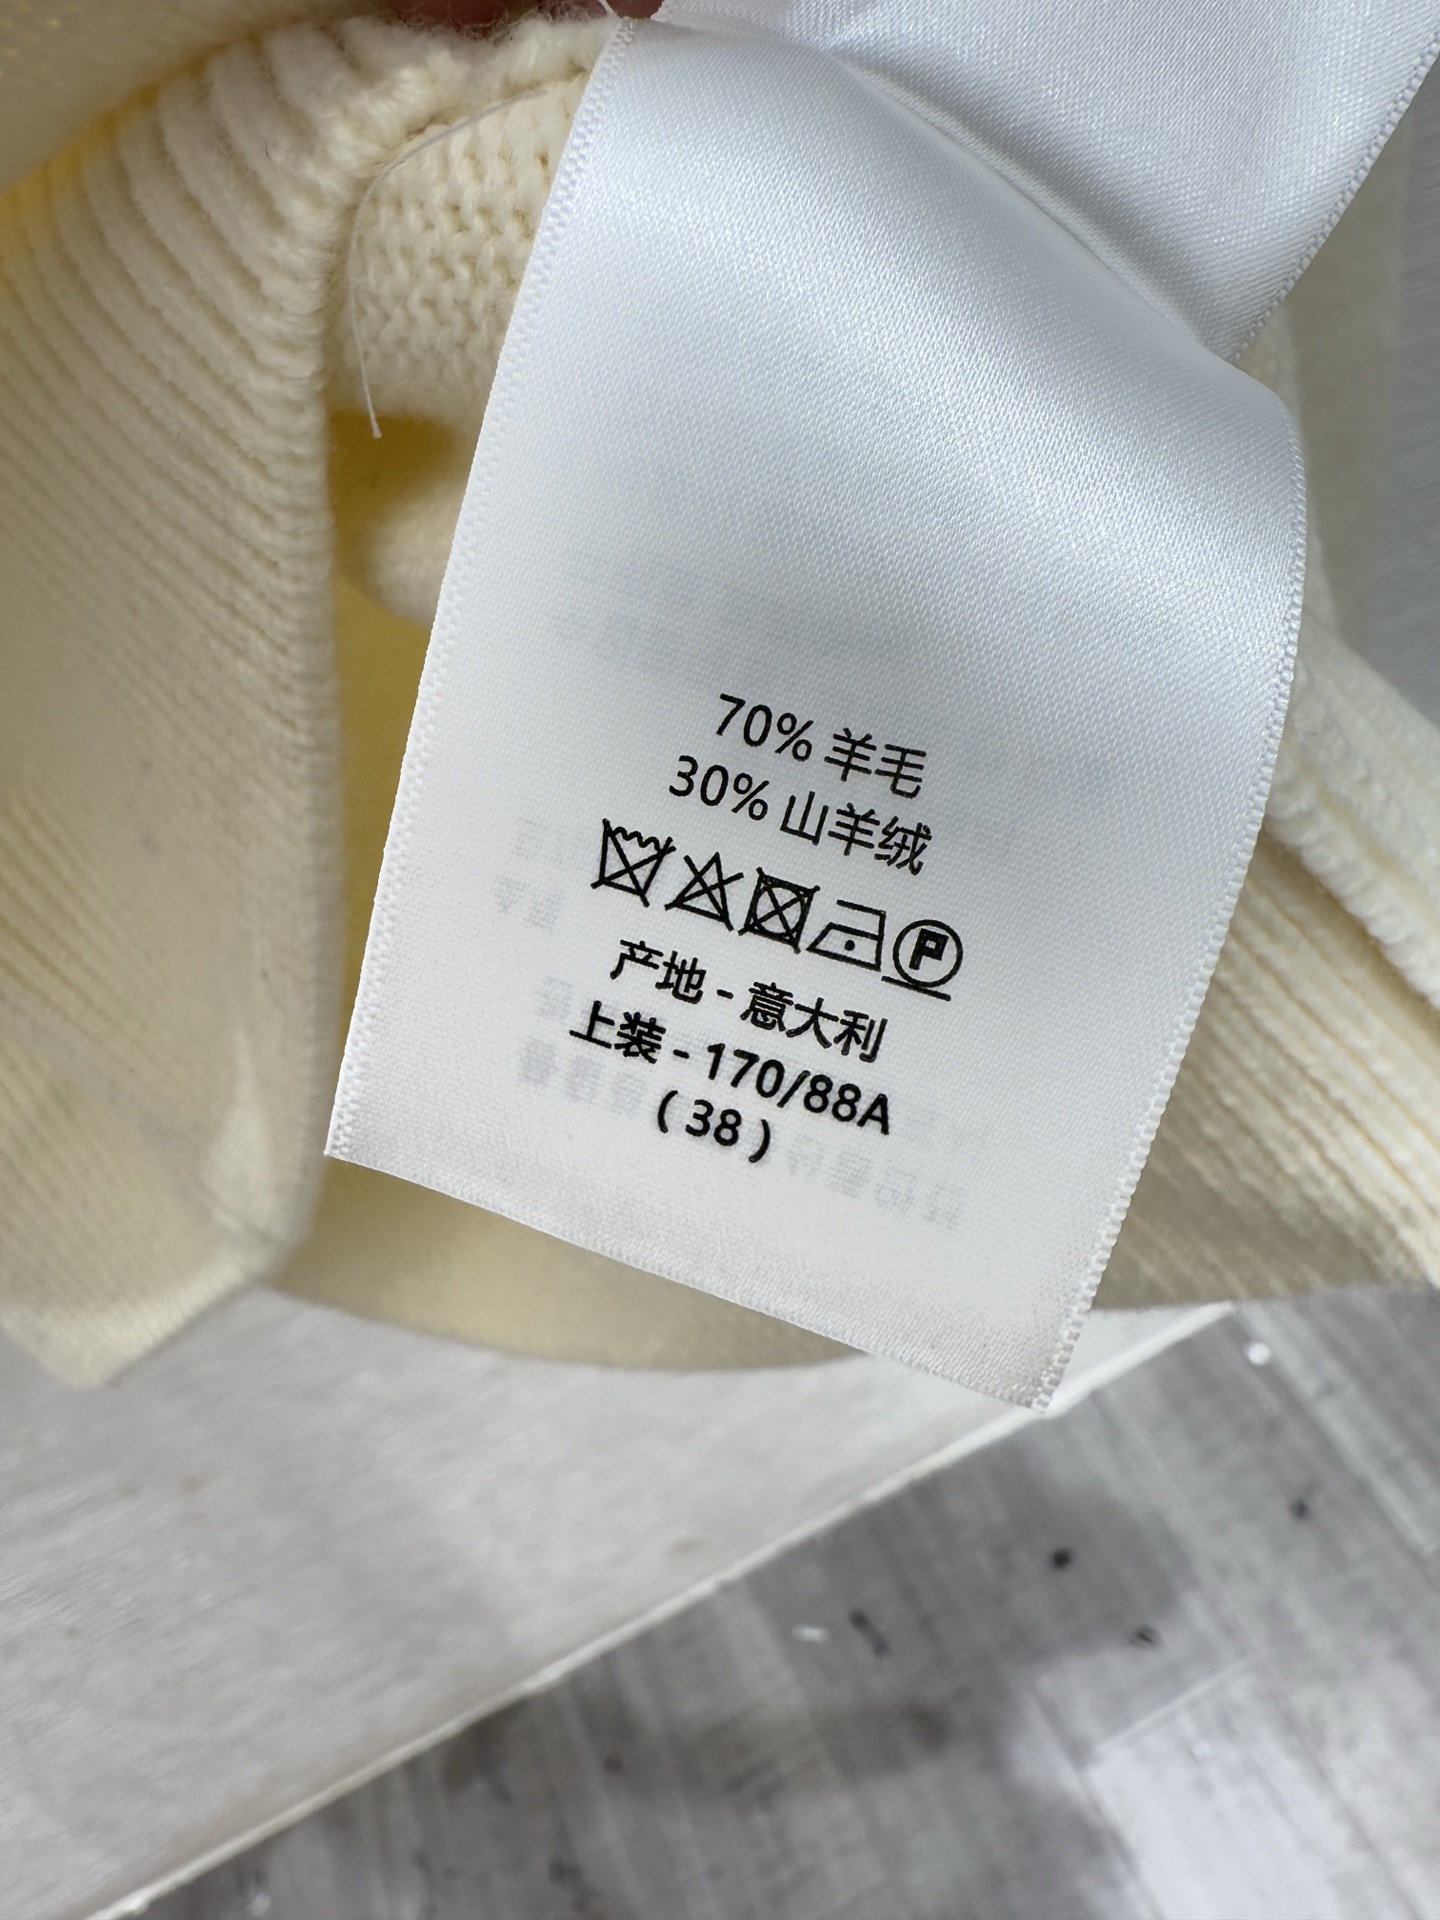 70% 羊毛
30% 山羊绒
P
产地 - 意大利
上装 - 170/88A
( 38 )